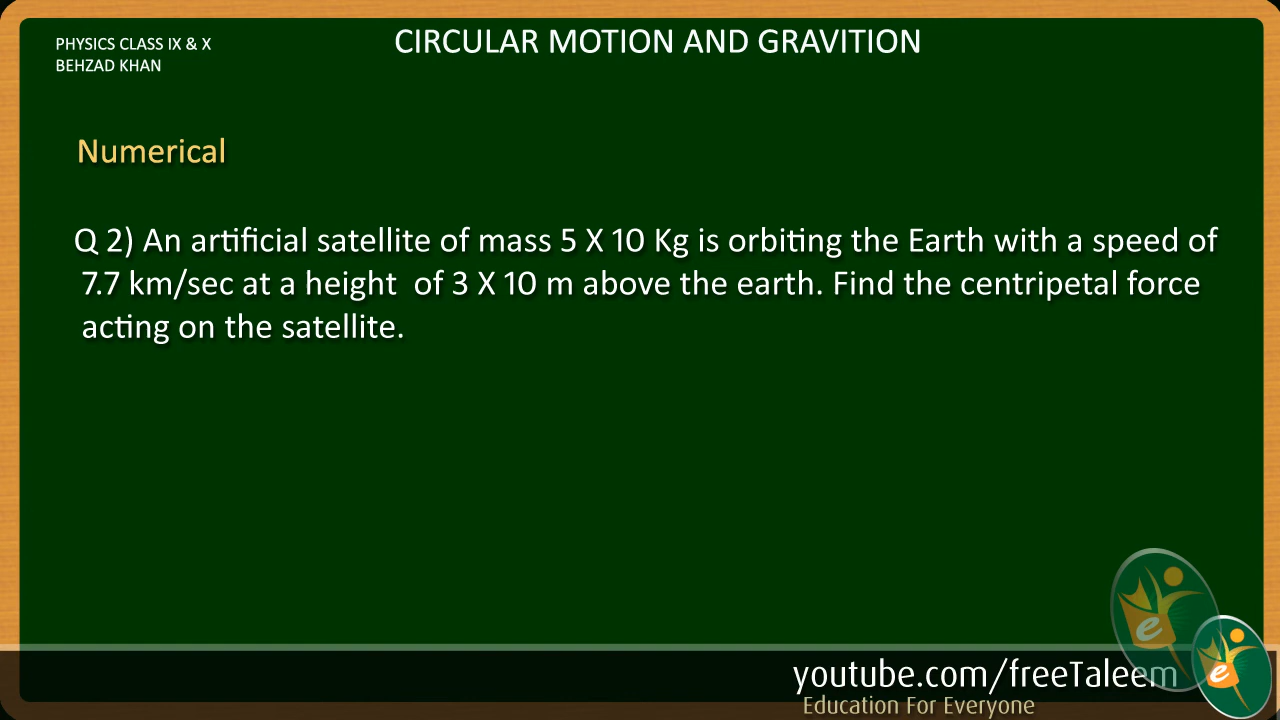 PHYSICS CLASS IX & X
BEHZAD KHAN
CIRCULAR MOTION AND GRAVITION
Numerical
Q 2) An artificial satellite of mass 5 X 10 Kg is orbiting the Earth with a speed of
7.7 km/sec at a height of 3 X 10 m above the earth. Find the centripetal force
acting on the satellite.
youtube.com/freeTaleem
Education For Everyone
e
e